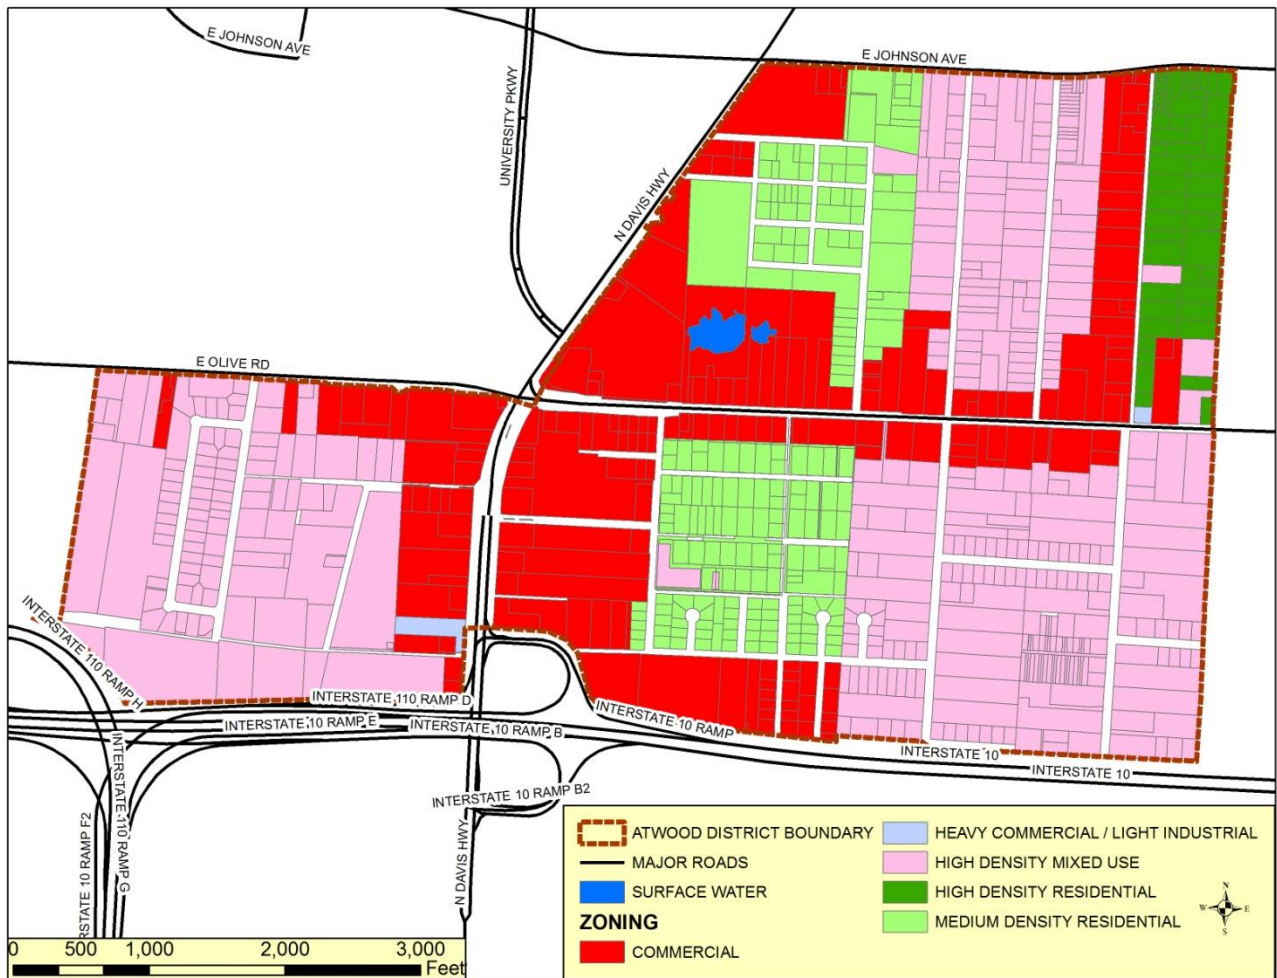 E JOHNSON AVE
E JOHNSON AVE
UNIVERSITY PKWY
N DAVIS HWY
E OLIVE RD
INTERSTATE 110 RAMP H
INTERSTATE 110 RAMP D
INTERSTATE 10 RAMP E
INTERSTATE 10 RAMP B
INTERSTATE 10 RAMP
INTERSTATE 10
INTERSTATE 10
INTERSTATE 110 RAMP G
INTERSTATE 10 RAMP B2
RSTATE 10 RAMP F2
N DAVIS HWY
ATWOOD DISTRICT BOUNDARY
MAJOR ROADS
SURFACE WATER
ZONING
COMMERCIAL
HEAVY COMMERCIAL / LIGHT INDUSTRIAL
HIGH DENSITY MIXED USE
HIGH DENSITY RESIDENTIAL
MEDIUM DENSITY RESIDENTIAL
N
W E
S
0 500 1,000 2,000 3,000
Feet